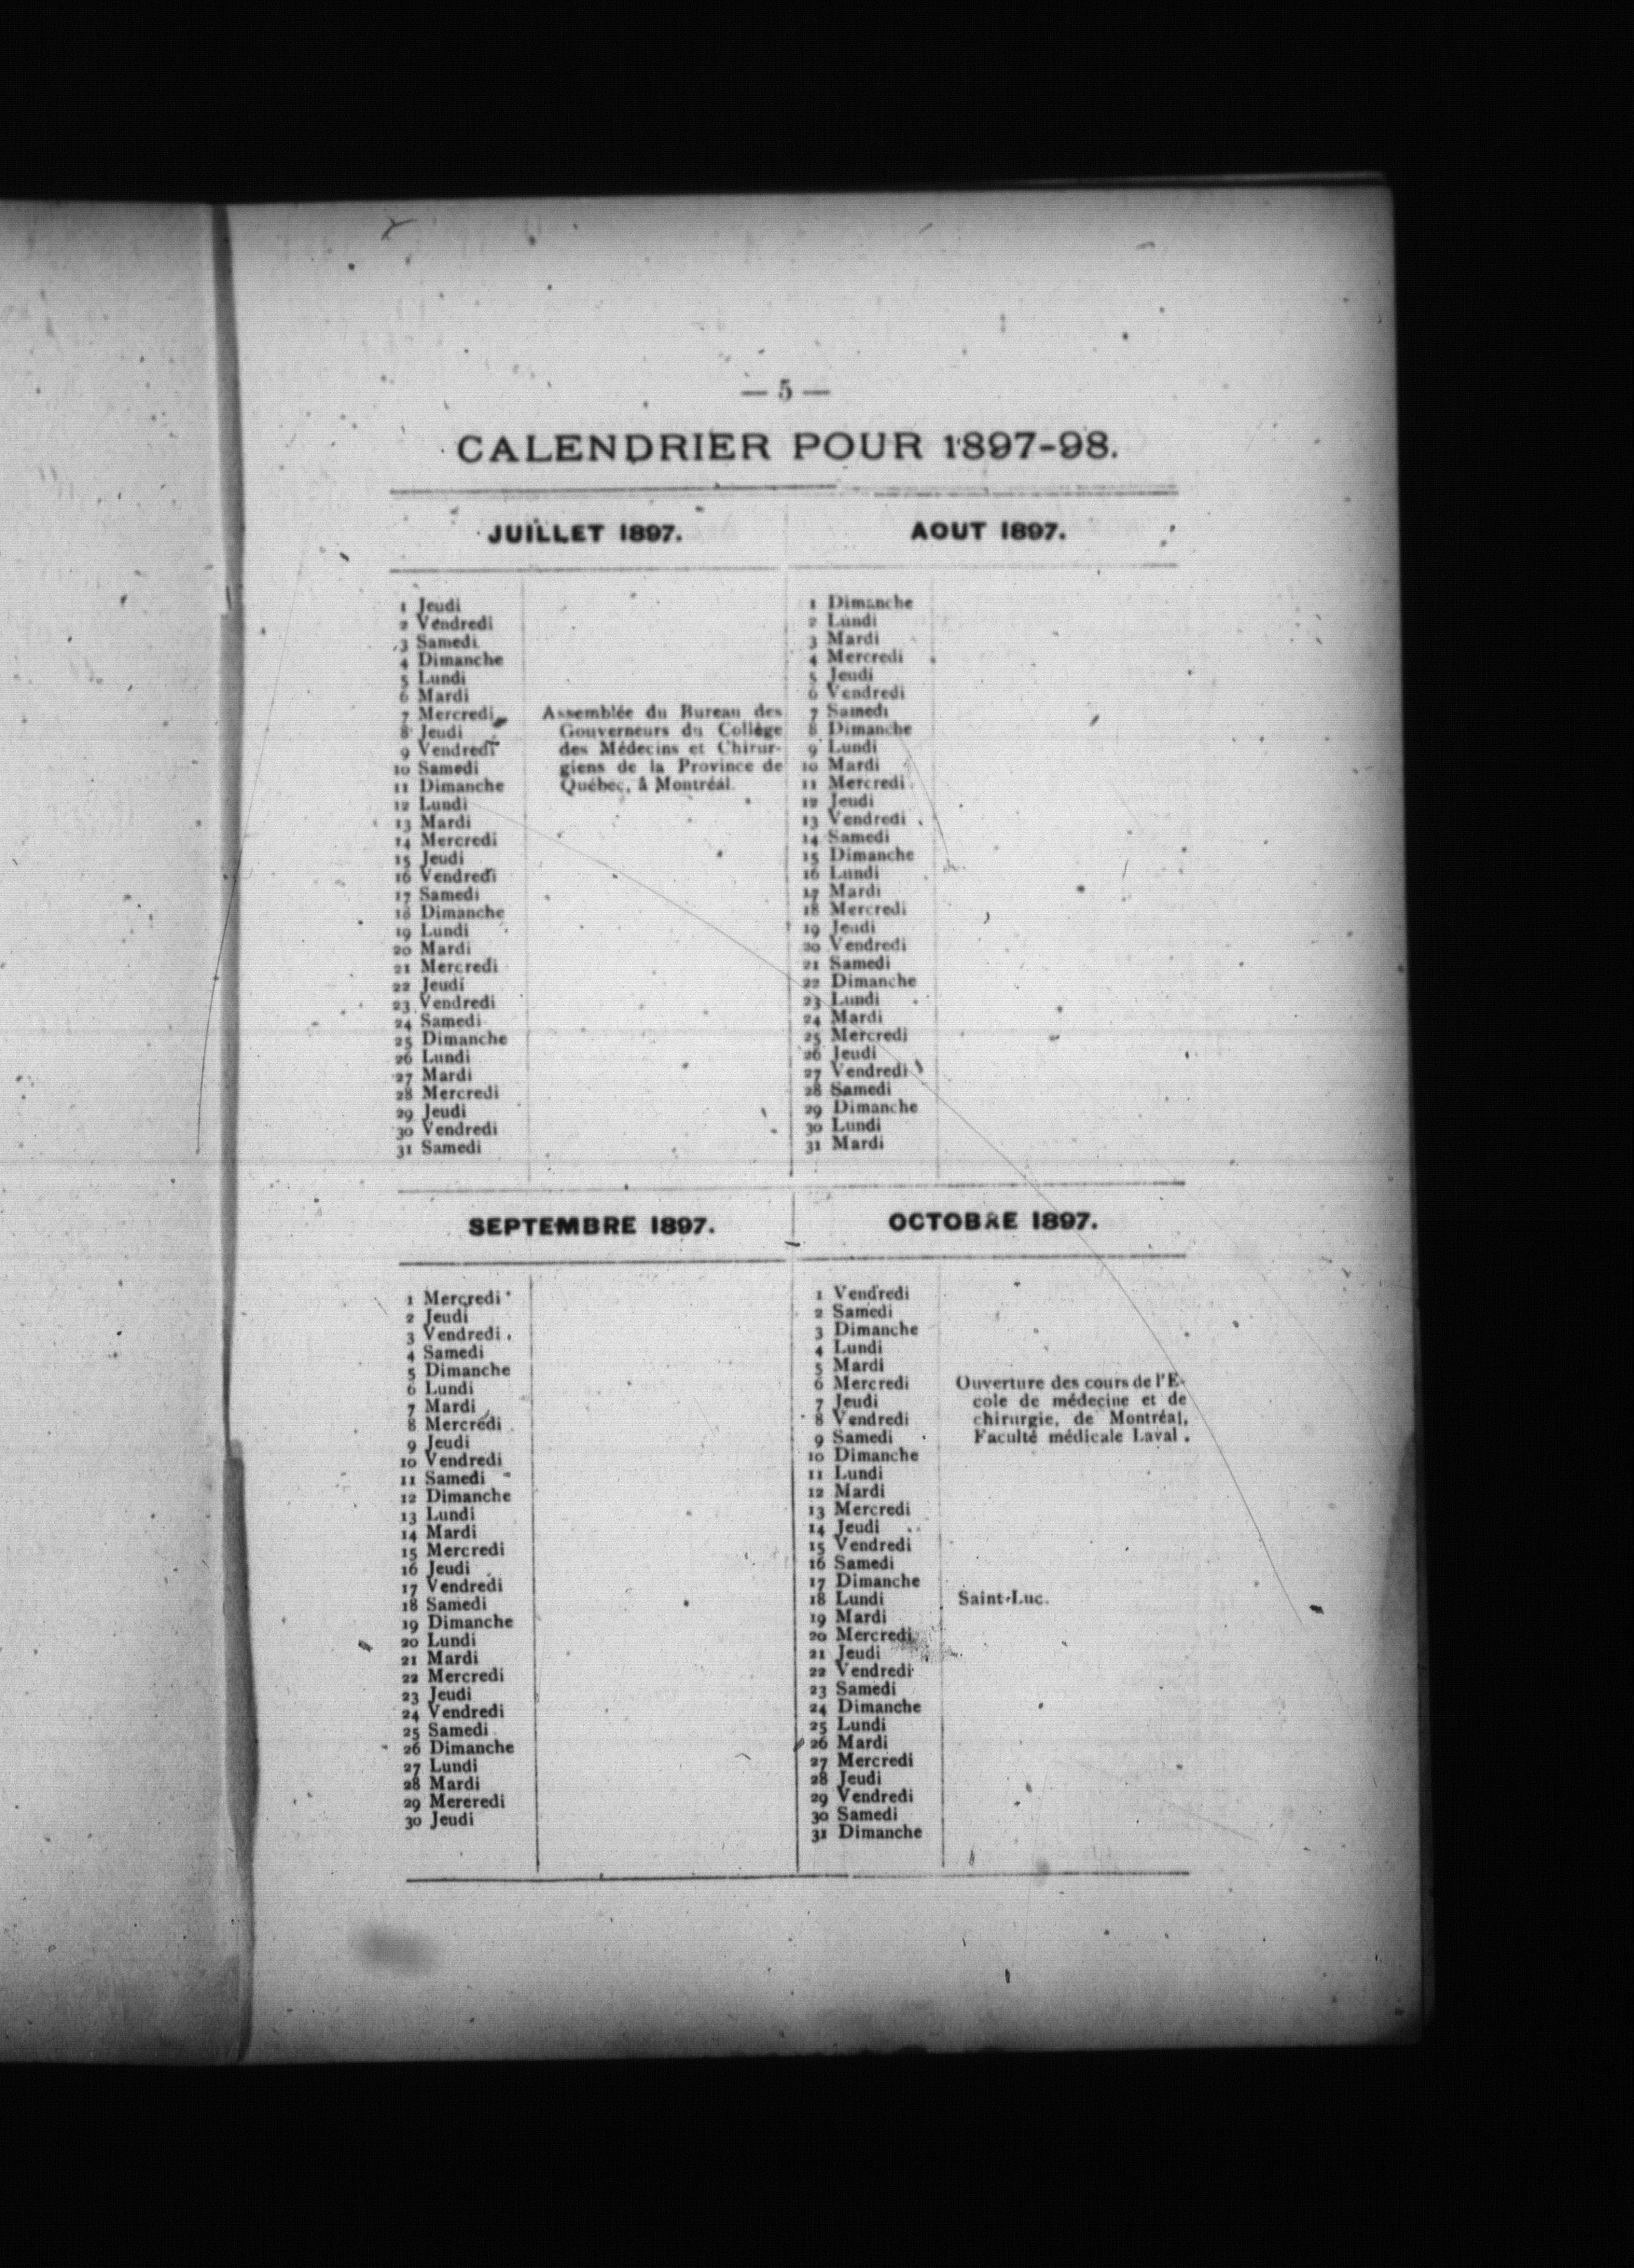 — 5 —
CALENDRIER POUR 1897-98.
JUILLET 1897.
1 Jeudi
2 Vendredi
3 Samedi
4 Dimanche
5 Lundi
6 Mardi
7 Mercredi Assemblée du Bureau des
8 Jeudi Gouverneurs du Collège
9 Vendredi des Médecins et Chirur-
10 Samedi giens de la Province de
11 Dimanche Québec, à Montréal.
12 Lundi
13 Mardi
14 Mercredi
15 Jeudi
16 Vendredi
17 Samedi
18 Dimanche
19 Lundi
20 Mardi
21 Mercredi
22 Jeudi
23 Vendredi
24 Samedi
25 Dimanche
26 Lundi
27 Mardi
28 Mercredi
29 Jeudi
30 Vendredi
31 Samedi
AOUT 1897.
1 Dimanche
2 Lundi
3 Mardi
4 Mercredi
5 Jeudi
6 Vendredi
7 Samedi
8 Dimanche
9 Lundi
10 Mardi
11 Mercredi
12 Jeudi
13 Vendredi
14 Samedi
15 Dimanche
16 Lundi
17 Mardi
18 Mercredi
19 Jeudi
20 Vendredi
21 Samedi
22 Dimanche
23 Lundi
24 Mardi
25 Mercredi
26 Jeudi
27 Vendredi
28 Samedi
29 Dimanche
30 Lundi
31 Mardi
SEPTEMBRE 1897.
1 Mercredi
2 Jeudi
3 Vendredi
4 Samedi
5 Dimanche
6 Lundi
7 Mardi
8 Mercredi
9 Jeudi
10 Vendredi
11 Samedi
12 Dimanche
13 Lundi
14 Mardi
15 Mercredi
16 Jeudi
17 Vendredi
18 Samedi
19 Dimanche
20 Lundi
21 Mardi
22 Mercredi
23 Jeudi
24 Vendredi
25 Samedi
26 Dimanche
27 Lundi
28 Mardi
29 Mereredi
30 Jeudi
OCTOBRE 1897.
1 Vendredi
2 Samedi
3 Dimanche
4 Lundi
5 Mardi
6 Mercredi Ouverture des cours de l'E-
7 Jeudi cole de médecine et de
8 Vendredi chirurgie, de Montréal,
9 Samedi Faculté médicale Laval.
10 Dimanche
11 Lundi
12 Mardi
13 Mercredi
14 Jeudi
15 Vendredi
16 Samedi
17 Dimanche
18 Lundi Saint-Luc.
19 Mardi
20 Mercredi
21 Jeudi
22 Vendredi
23 Samedi
24 Dimanche
25 Lundi
26 Mardi
27 Mercredi
28 Jeudi
29 Vendredi
30 Samedi
31 Dimanche